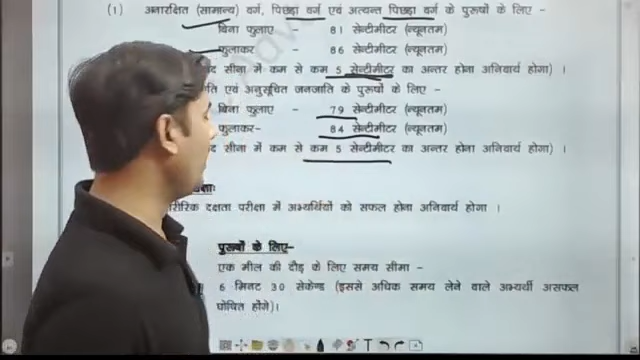 (1) अनारक्षित (सामान्य) वर्ग, पिछड़ा वर्ग एवं अत्यन्त पिछड़ा वर्ग के पुरूषों के लिए -
बिना फुलाए - 81 सेन्टीमीटर (न्यूनतम)
फुलाकर - 86 सेन्टीमीटर (न्यूनतम)
सीना में कम से कम 5 सेन्टीमीटर का अन्तर होना अनिवार्य होगा) ।
एवं अनुसूचित जनजाति के पुरूषों के लिए -
बिना फुलाए - 79 सेन्टीमीटर (न्यूनतम)
फुलाकर- 84 सेन्टीमीटर (न्यूनतम)
सीना में कम से कम 5 सेन्टीमीटर का अन्तर होना अनिवार्य होगा) ।
दक्षता परीक्षा में अभ्यर्थियों को सफल होना अनिवार्य होगा ।
पुरूषों के लिए-
एक मील की दौड़ के लिए समय सीमा -
6 मिनट 30 सेकेण्ड (इससे अधिक समय लेने वाले अभ्यर्थी असफल
घोषित होंगे)।